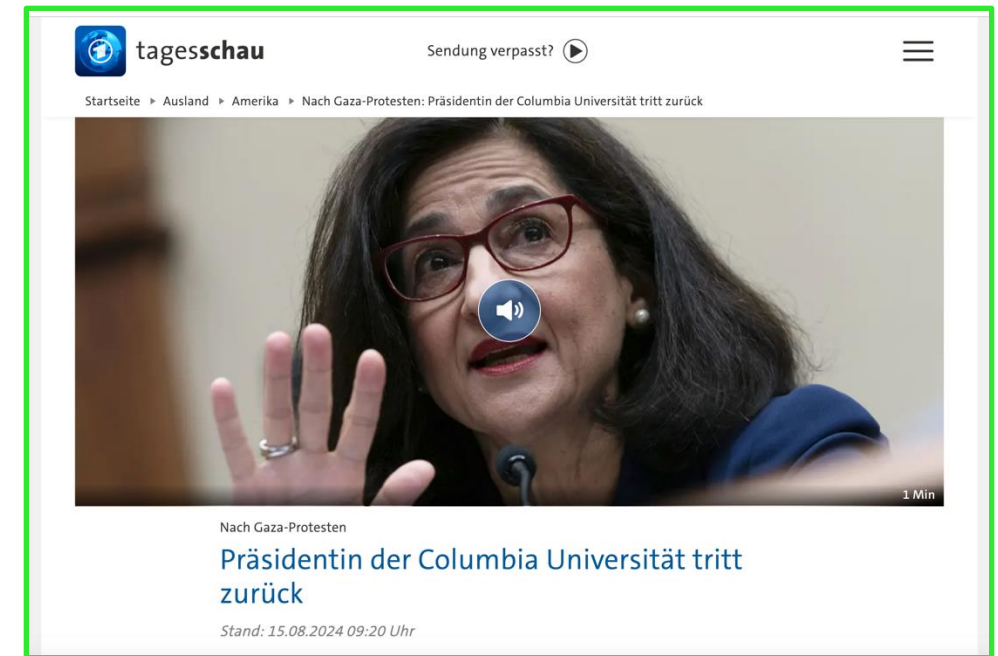 tagesschau
Sendung verpasst?
Startseite ▸ Ausland ▸ Amerika ▸ Nach Gaza-Protesten: Präsidentin der Columbia Universität tritt zurück
1 Min
Nach Gaza-Protesten
Präsidentin der Columbia Universität tritt
zurück
Stand: 15.08.2024 09:20 Uhr